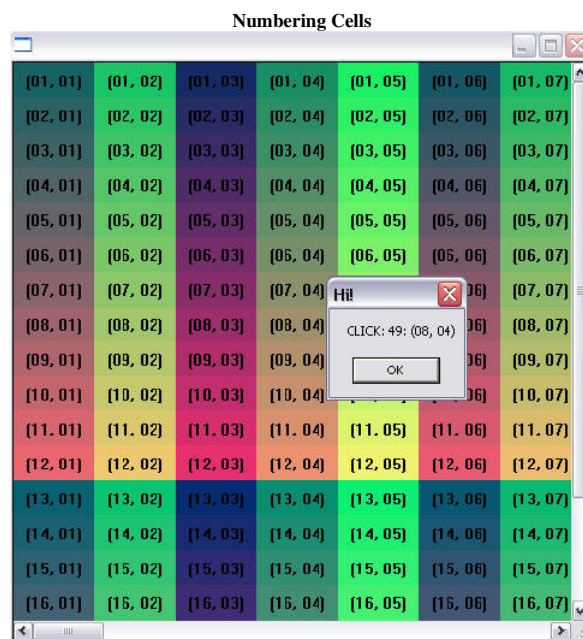 Numbering Cells
(01, 01) (01, 02) (01, 03) (01, 04) (01, 05) (01, 06) (01, 07)
(02, 01) (02, 02) (02, 03) (02, 04) (02, 05) (02, 06) (02, 07)
(03, 01) (03, 02) (03, 03) (03, 04) (03, 05) (03, 06) (03, 07)
(04, 01) (04, 02) (04, 03) (04, 04) (04, 05) (04, 06) (04, 07)
(05, 01) (05, 02) (05, 03) (05, 04) (05, 05) (05, 06) (05, 07)
(06, 01) (06, 02) (06, 03) (06, 04) (06, 05) (06, 06) (06, 07)
(07, 01) (07, 02) (07, 03) (07, 04) 06) (07, 07)
Hi!
(08, 01) (08, 02) (08, 03) (08, 04) 06) (08, 07)
CLICK: 49: (08, 04)
(09, 01) (09, 02) (09, 03) (09, 04) 06) (09, 07)
OK
(10, 01) (10, 02) (10, 03) (10, 04) 06) (10, 07)
(11, 01) (11, 02) (11, 03) (11, 04) (11, 05) (11, 06) (11, 07)
(12, 01) (12, 02) (12, 03) (12, 04) (12, 05) (12, 06) (12, 07)
(13, 01) (13, 02) (13, 03) (13, 04) (13, 05) (13, 06) (13, 07)
(14, 01) (14, 02) (14, 03) (14, 04) (14, 05) (14, 06) (14, 07)
(15, 01) (15, 02) (15, 03) (15, 04) (15, 05) (15, 06) (15, 07)
(16, 01) (16, 02) (16, 03) (16, 04) (16, 05) (16, 06) (16, 07)